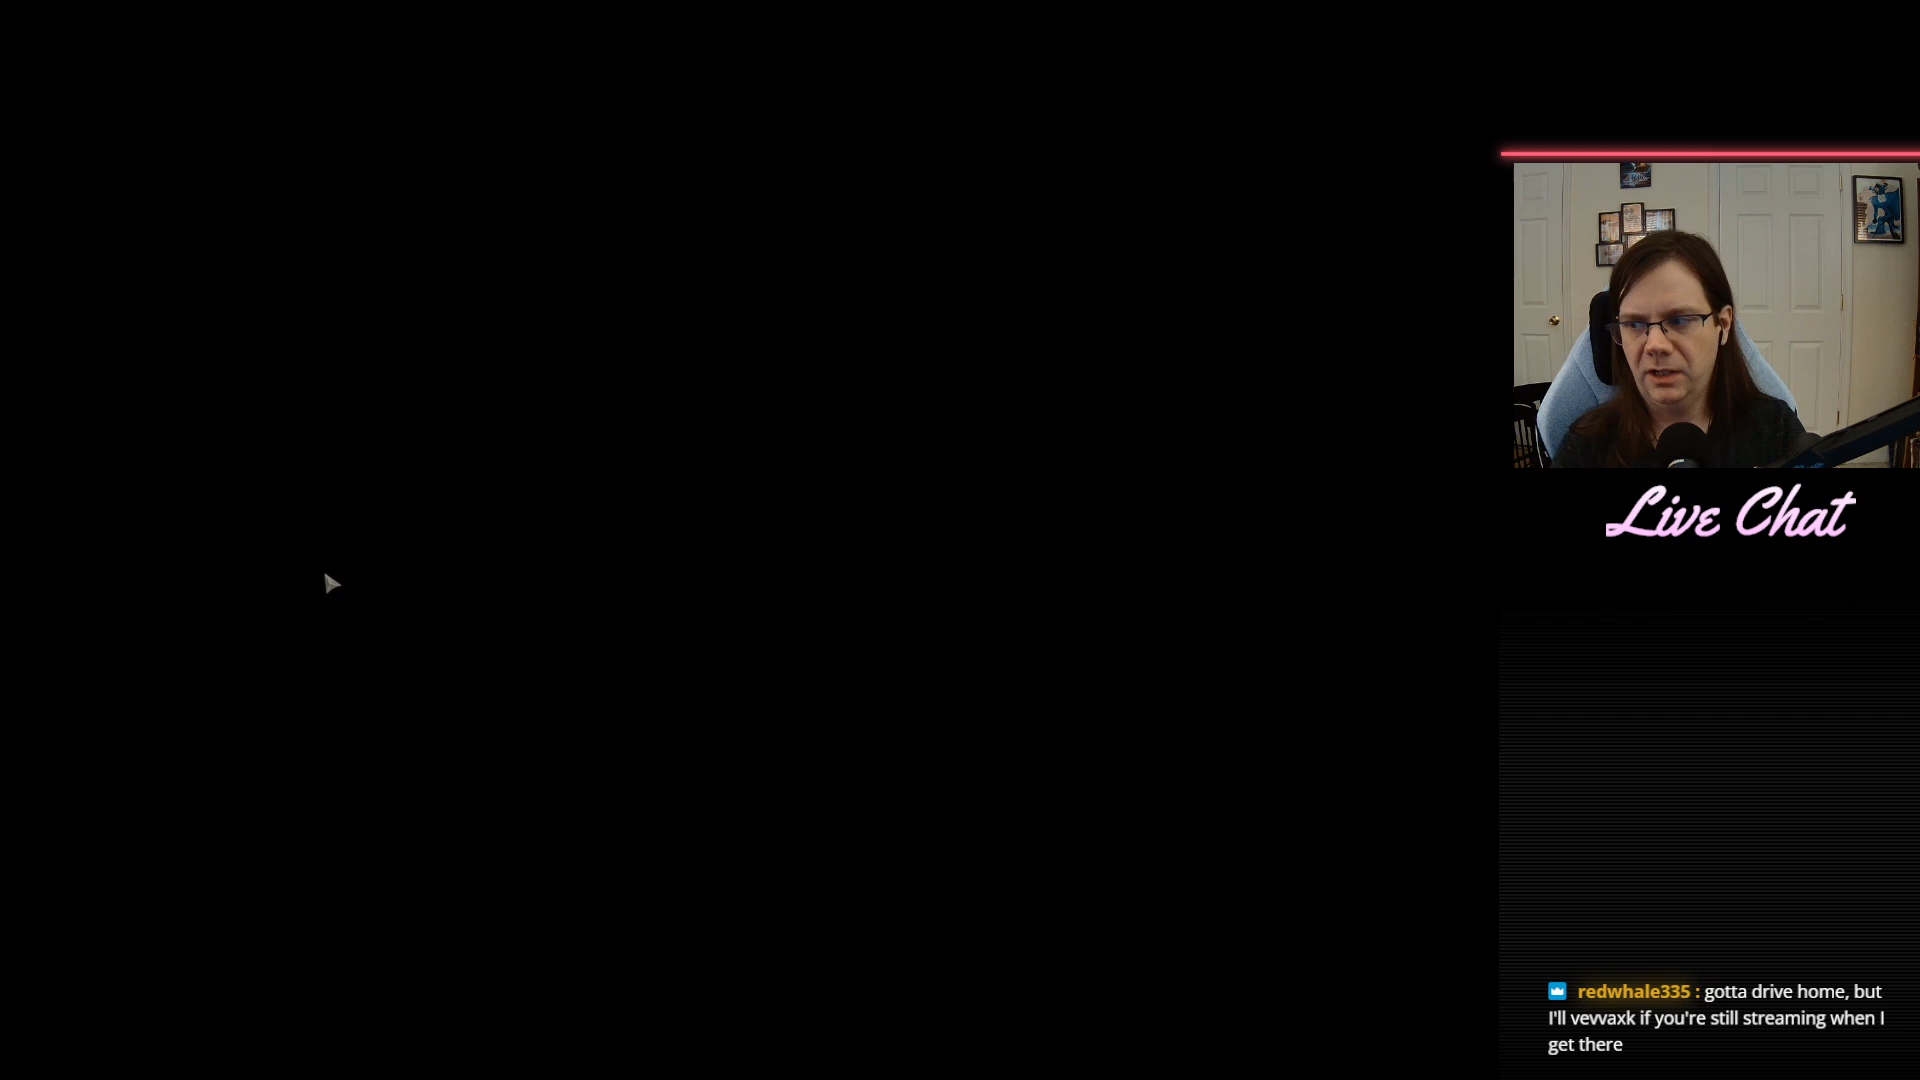 Live Chat
redwhale335 : gotta drive home, but
I'll vevvaxk if you're still streaming when I
get there